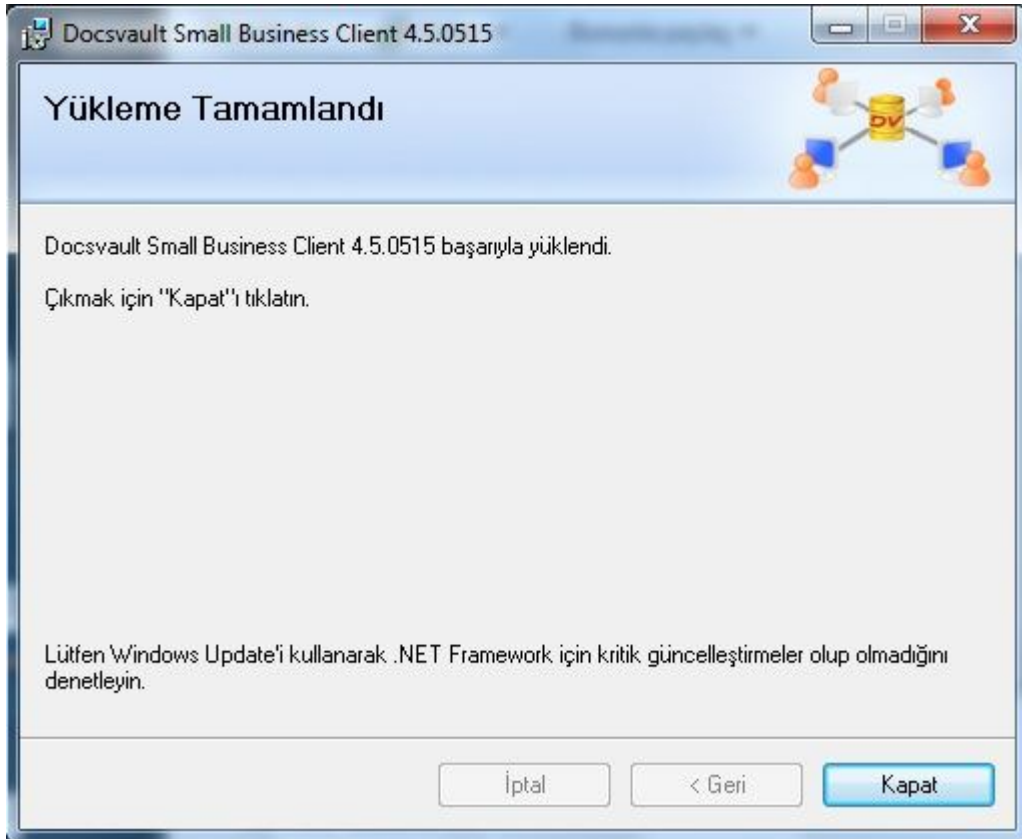 Docsvault Small Business Client 4.5.0515
Yükleme Tamamlandı
DV
Docsvault Small Business Client 4.5.0515 başarıyla yüklendi.
Çıkmak için "Kapat"ı tıklatın.
Lütfen Windows Update'i kullanarak .NET Framework için kritik güncelleştirmeler olup olmadığını
denetleyin.
İptal
< Geri
Kapat